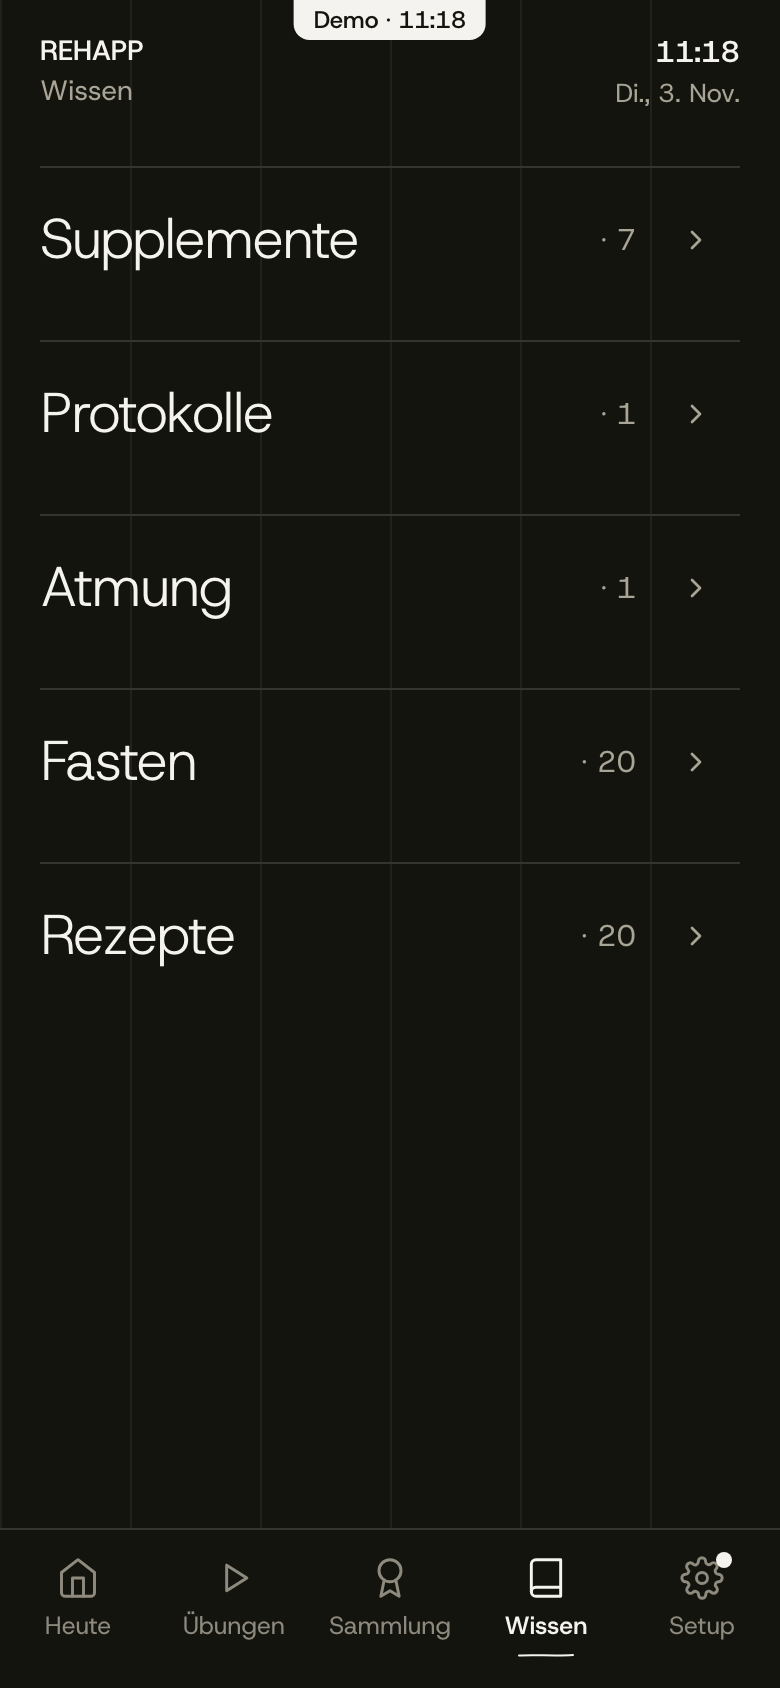 Demo · 11:18
REHAPP
11:18
Wissen
Di., 3. Nov.
Supplemente · 7
Protokolle · 1
Atmung · 1
Fasten · 20
Rezepte · 20
Heute Übungen Sammlung Wissen Setup